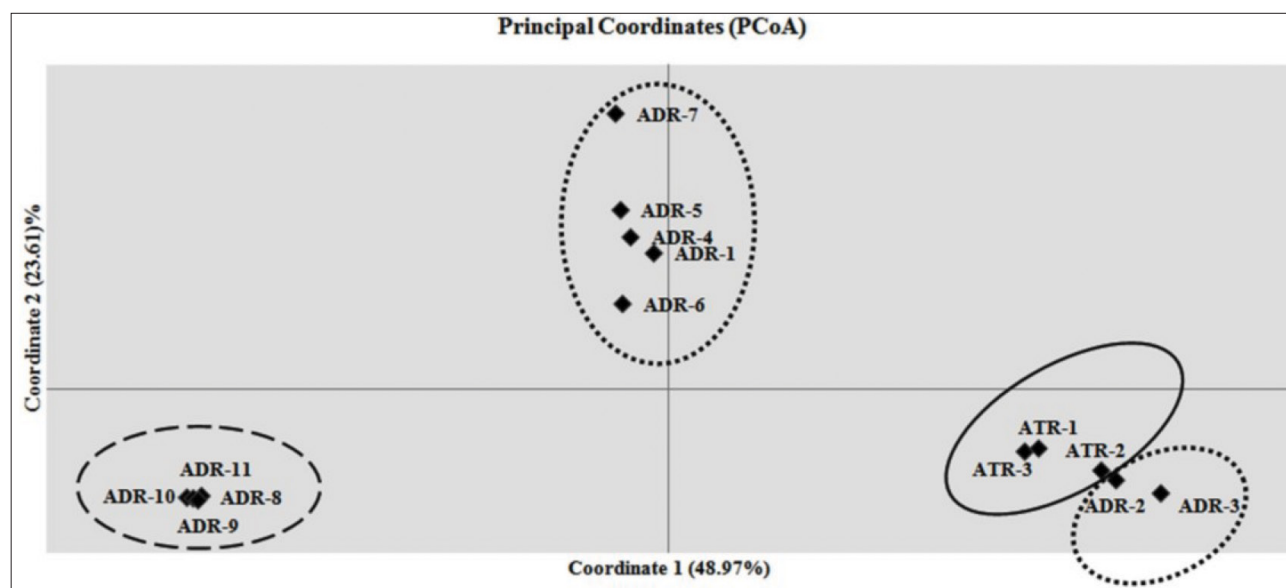 Principal Coordinates (PCoA)
ADR-7
ADR-5
ADR-4
ADR-1
ADR-6
Coordinate 2 (23.61)%
ATR-1
ATR-3
ATR-2
ADR-2
ADR-3
ADR-11
ADR-10
ADR-8
ADR-9
Coordinate 1 (48.97%)